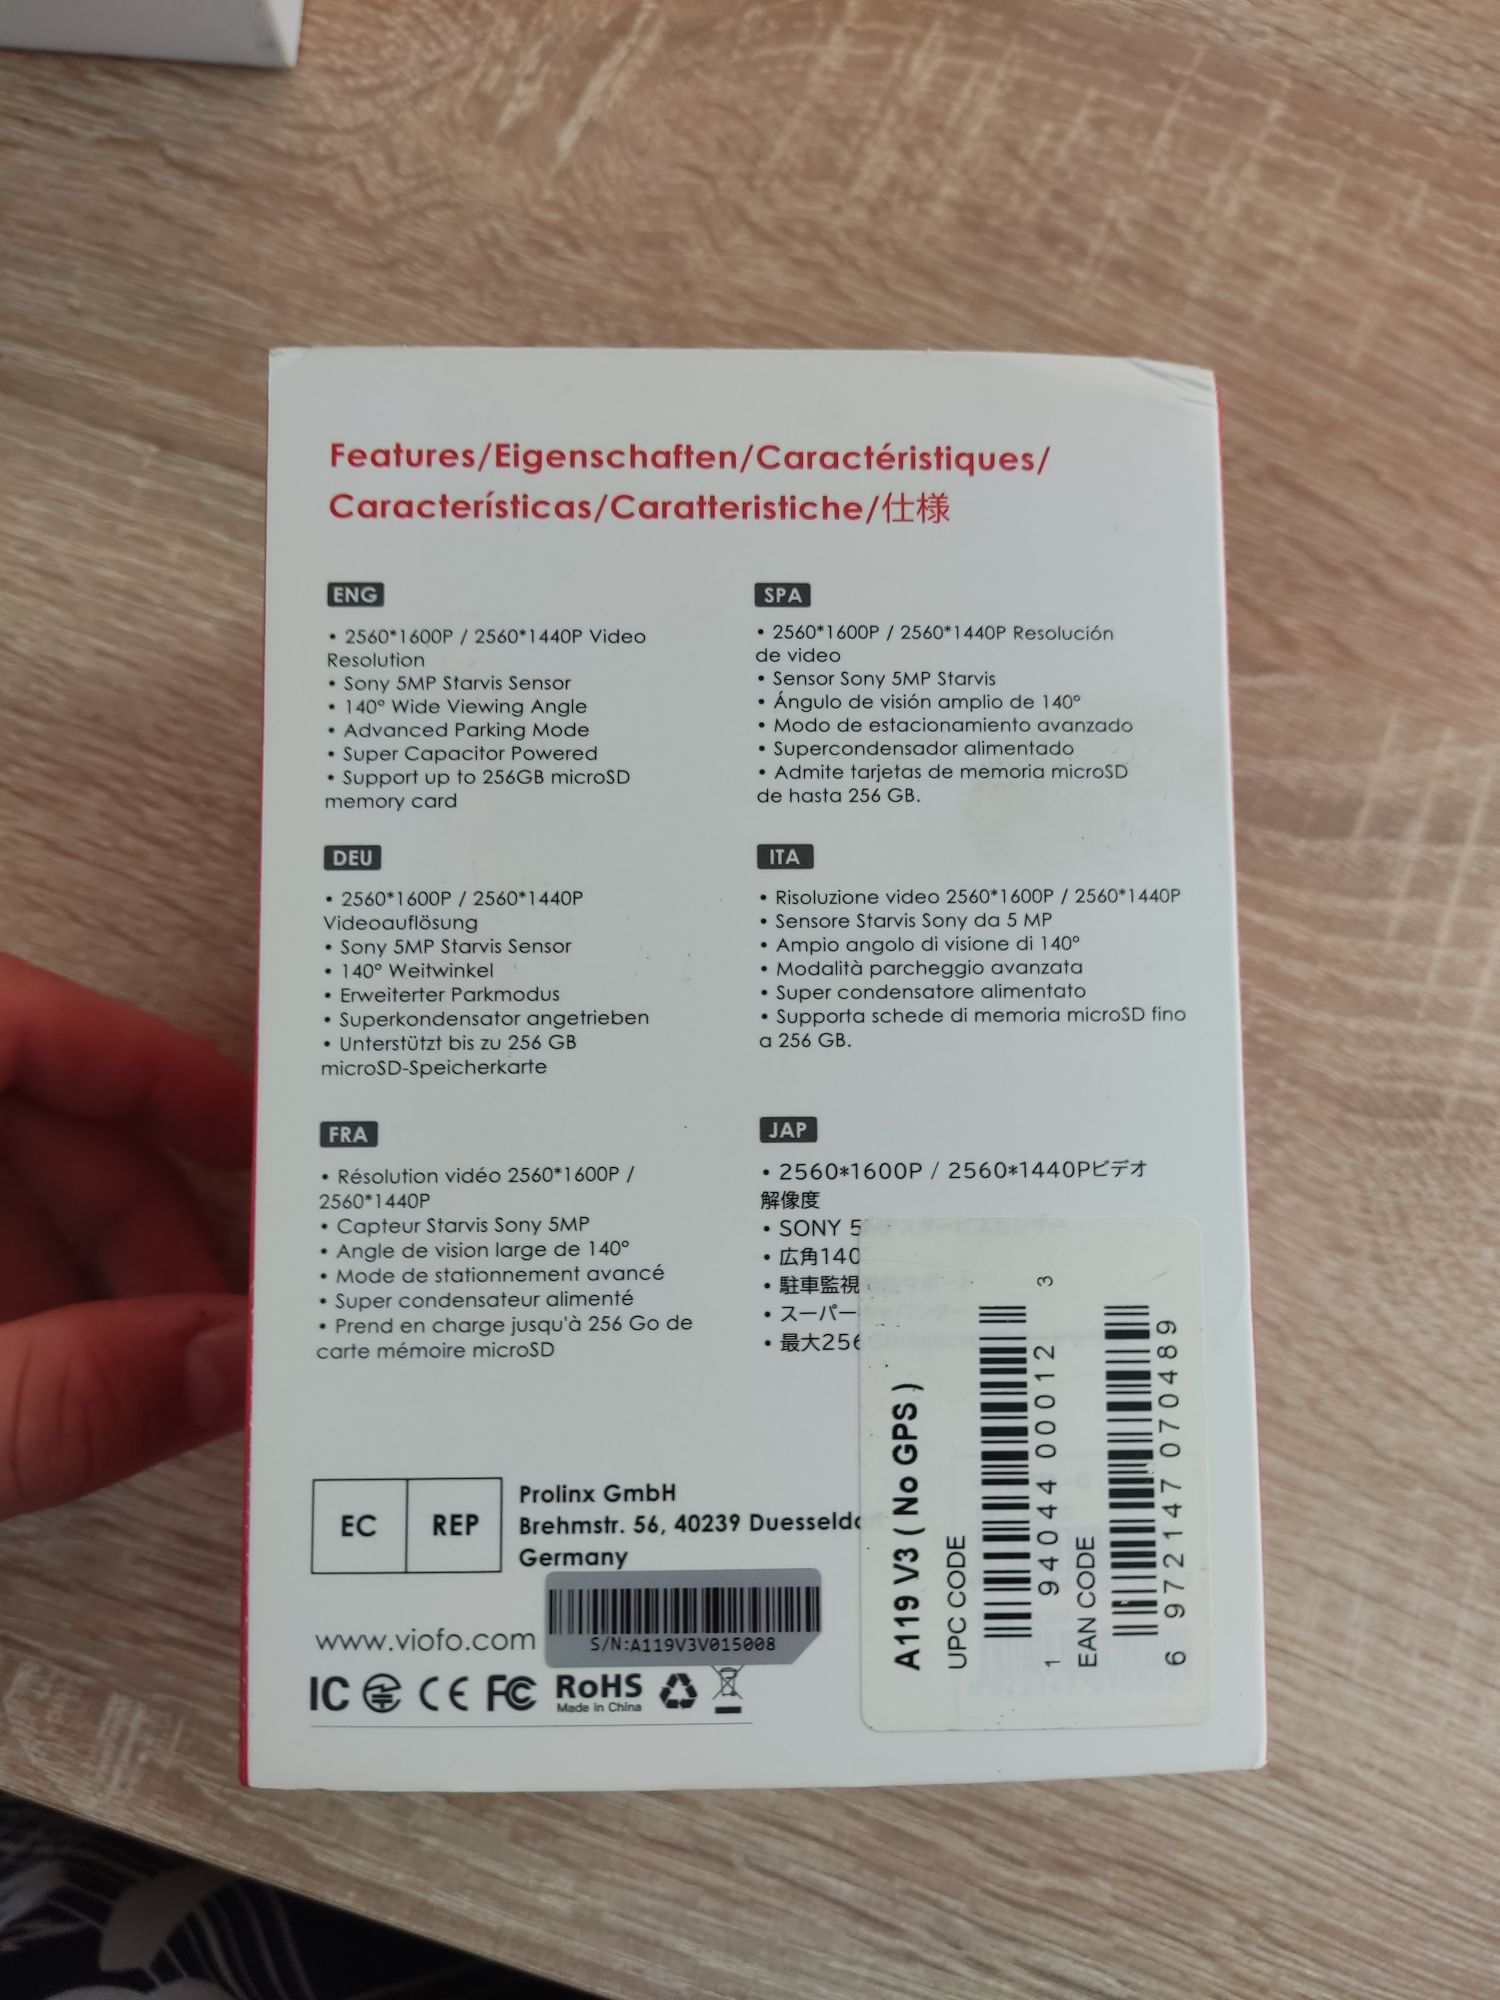 Features/Eigenschaften/Caractéristiques/
Características/Caratteristiche/仕様
ENG
• 2560*1600P / 2560*1440P Video
Resolution
• Sony 5MP Starvis Sensor
• 140° Wide Viewing Angle
• Advanced Parking Mode
• Super Capacitor Powered
• Support up to 256GB microSD
memory card
DEU
• 2560*1600P / 2560*1440P
Videoauflösung
• Sony 5MP Starvis Sensor
• 140° Weitwinkel
• Erweiterter Parkmodus
• Superkondensator angetrieben
• Unterstützt bis zu 256 GB
microSD-Speicherkarte
FRA
• Résolution vidéo 2560*1600P /
2560*1440P
• Capteur Starvis Sony 5MP
• Angle de vision large de 140°
• Mode de stationnement avancé
• Super condensateur alimenté
• Prend en charge jusqu'à 256 Go de
carte mémoire microSD
SPA
• 2560*1600P / 2560*1440P Resolución
de video
• Sensor Sony 5MP Starvis
• Ángulo de visión amplio de 140°
• Modo de estacionamiento avanzado
• Supercondensador alimentado
• Admite tarjetas de memoria microSD
de hasta 256 GB.
ITA
• Risoluzione video 2560*1600P / 2560*1440P
• Sensore Starvis Sony da 5 MP
• Ampio angolo di visione di 140°
• Modalità parcheggio avanzata
• Super condensatore alimentato
• Supporta schede di memoria microSD fino
a 256 GB.
JAP
• 2560*1600P / 2560*1440Pビデオ
解像度
• SONY 5
• 広角140
• 駐車監視
• スーパー
• 最大256
EC REP
Prolinx GmbH
Brehmstr. 56, 40239 Duesseldo
Germany
www.viofo.com
S/N:A119V3V015008
IC CE FC RoHS
Made in China
A119 V3 ( No GPS )
UPC CODE
1 94044 00012 3
EAN CODE
6 972147 070489